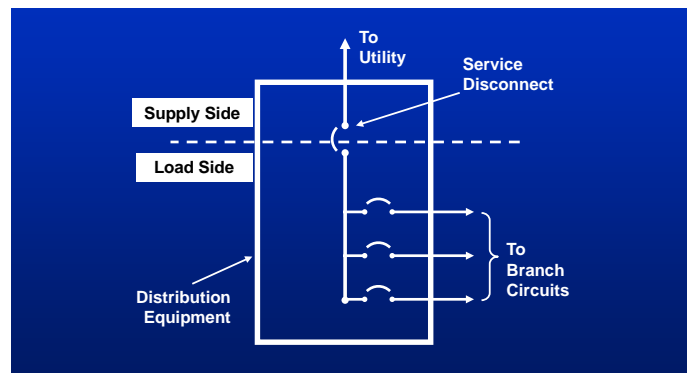 To
Utility
Service
Disconnect
Supply Side
Load Side
To
Branch
Circuits
Distribution
Equipment